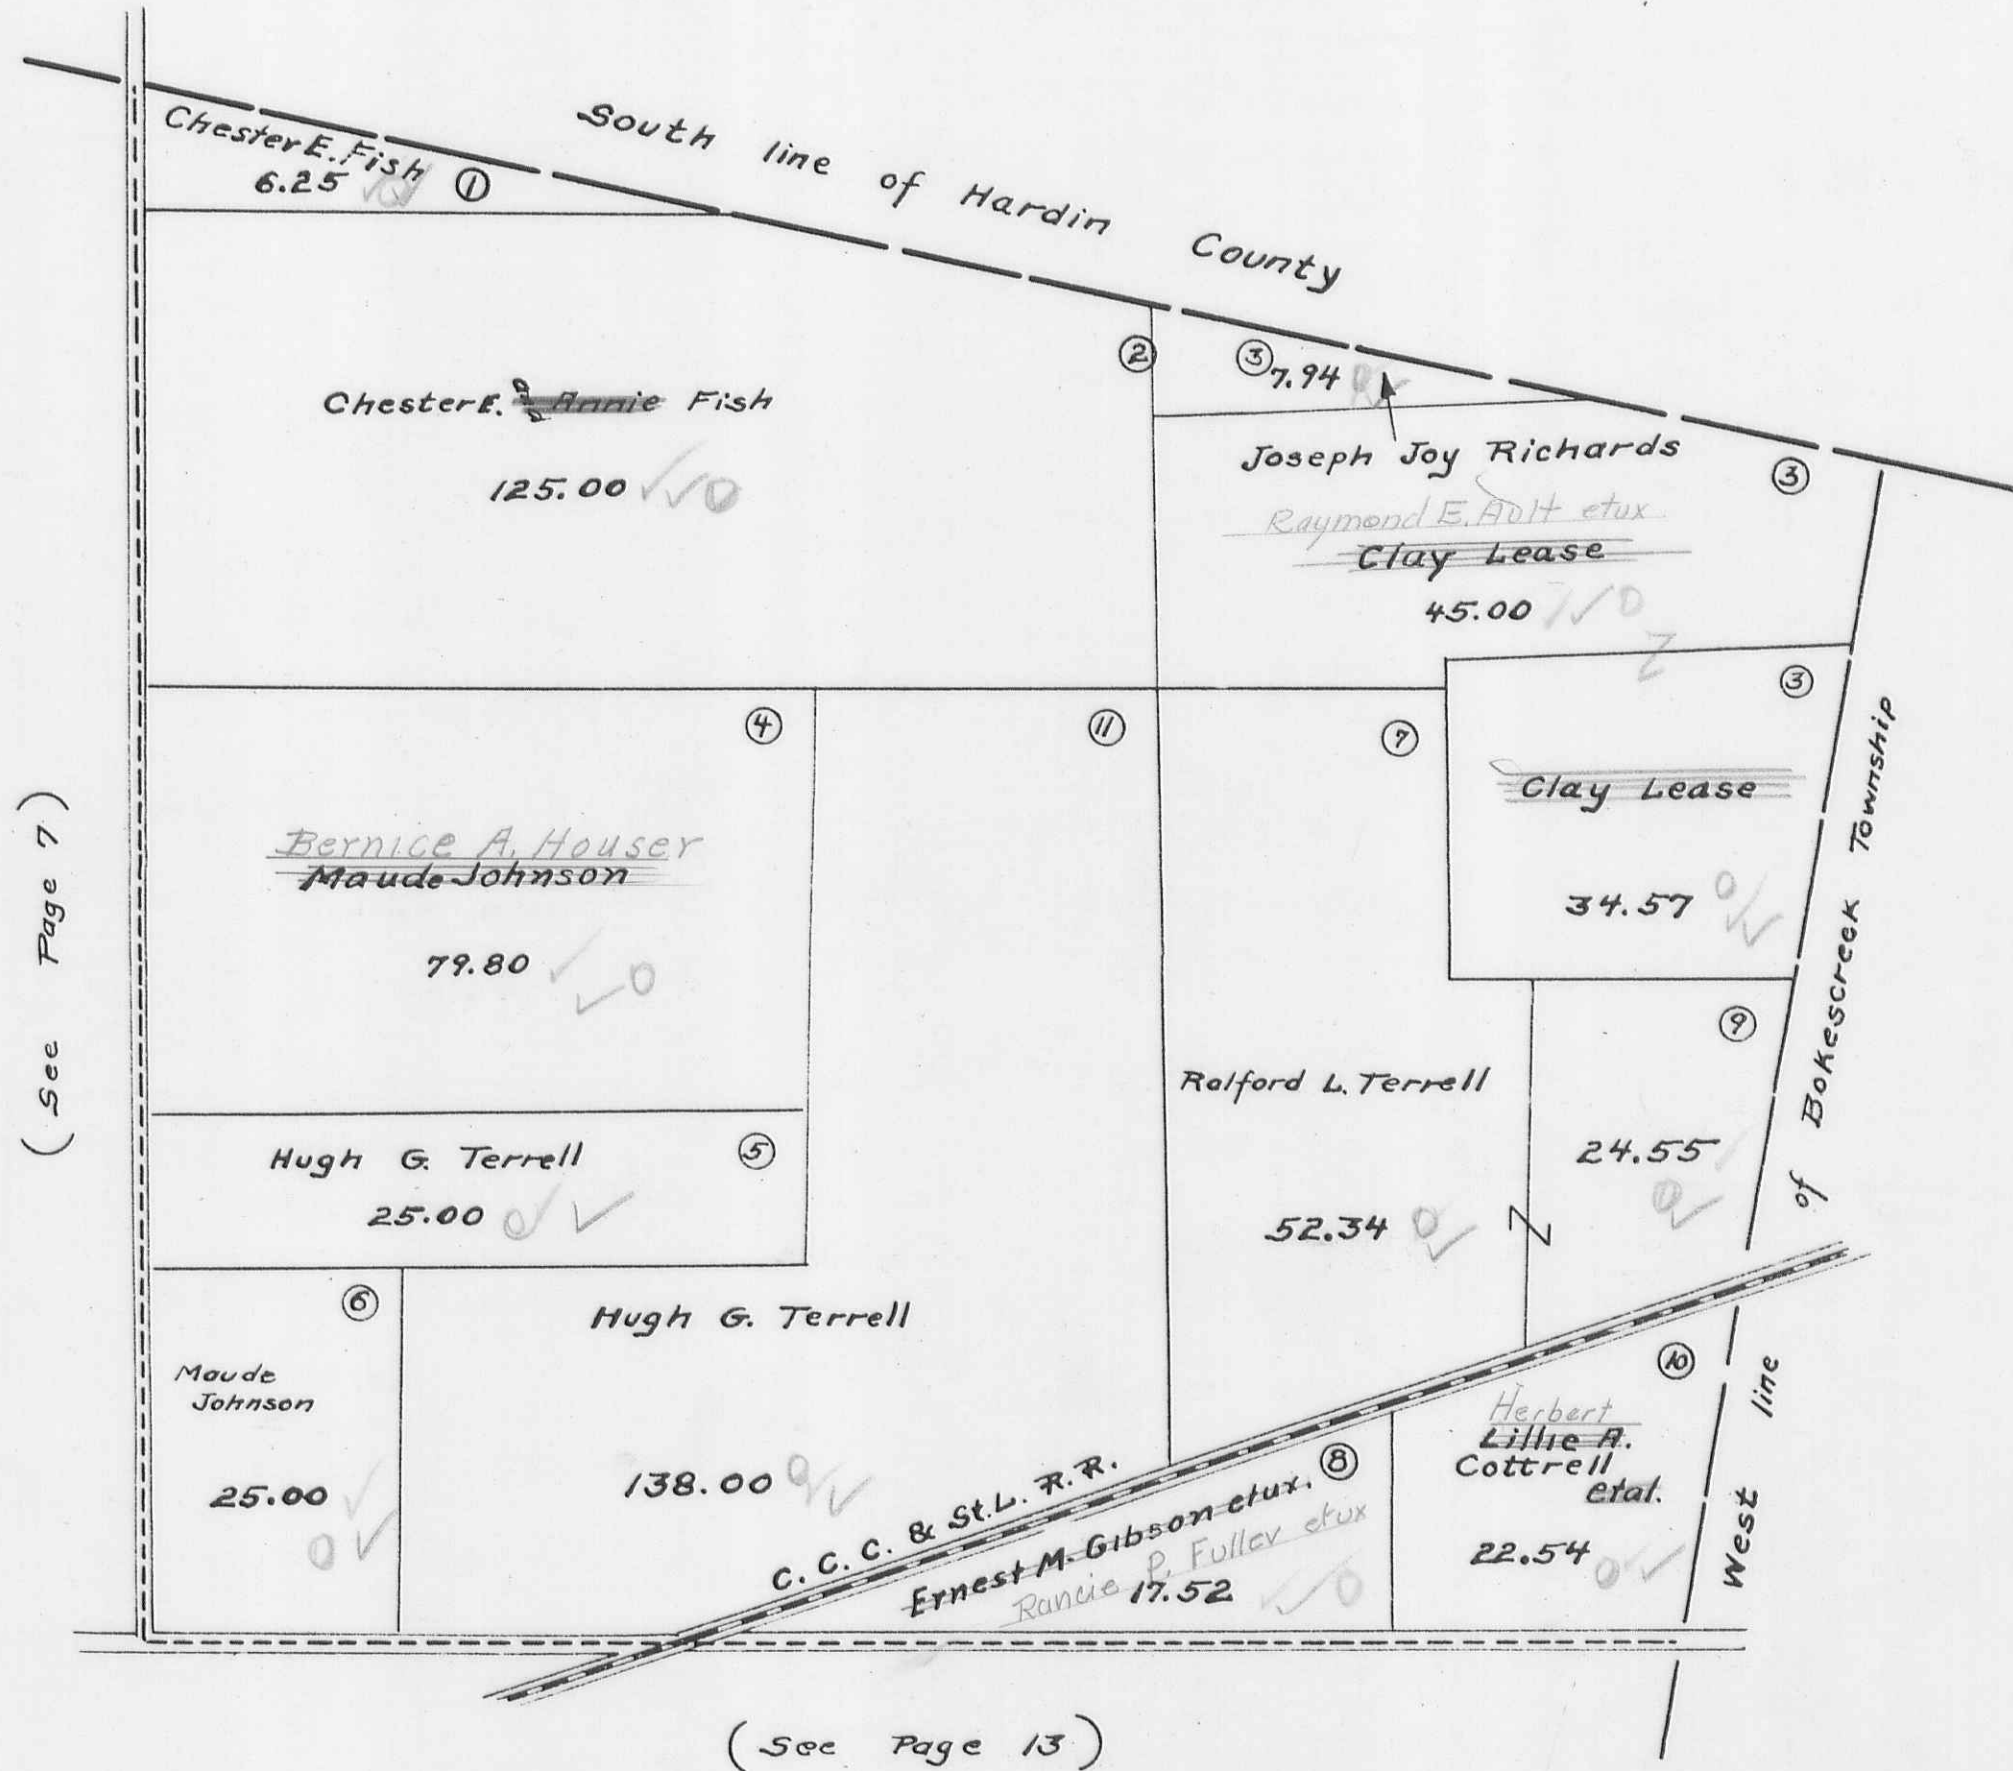 South line of Hardin County
Chester E. Fish
6.25
①
②
Chester E. & Annie Fish
125.00
③
7.94
Joseph Joy Richards
③
Raymond E. Ault etux
Clay Lease
45.00
Z
④
Bernice A. Houser
Maude Johnson
79.80
⑪
⑦
③
Clay Lease
34.57
(See Page 7)
Hugh G. Terrell
⑤
25.00
Ralford L. Terrell
52.34
Z
⑨
24.55
West line of Bokescreek Township
⑥
Maude
Johnson
25.00
Hugh G. Terrell
138.00
C. C. C. & St. L. R.R.
⑧
Ernest M. Gibson etux.
Rancie P. Fuller etux
17.52
⑩
Herbert
Lillie A.
Cottrell
etal.
22.54
(See Page 13)